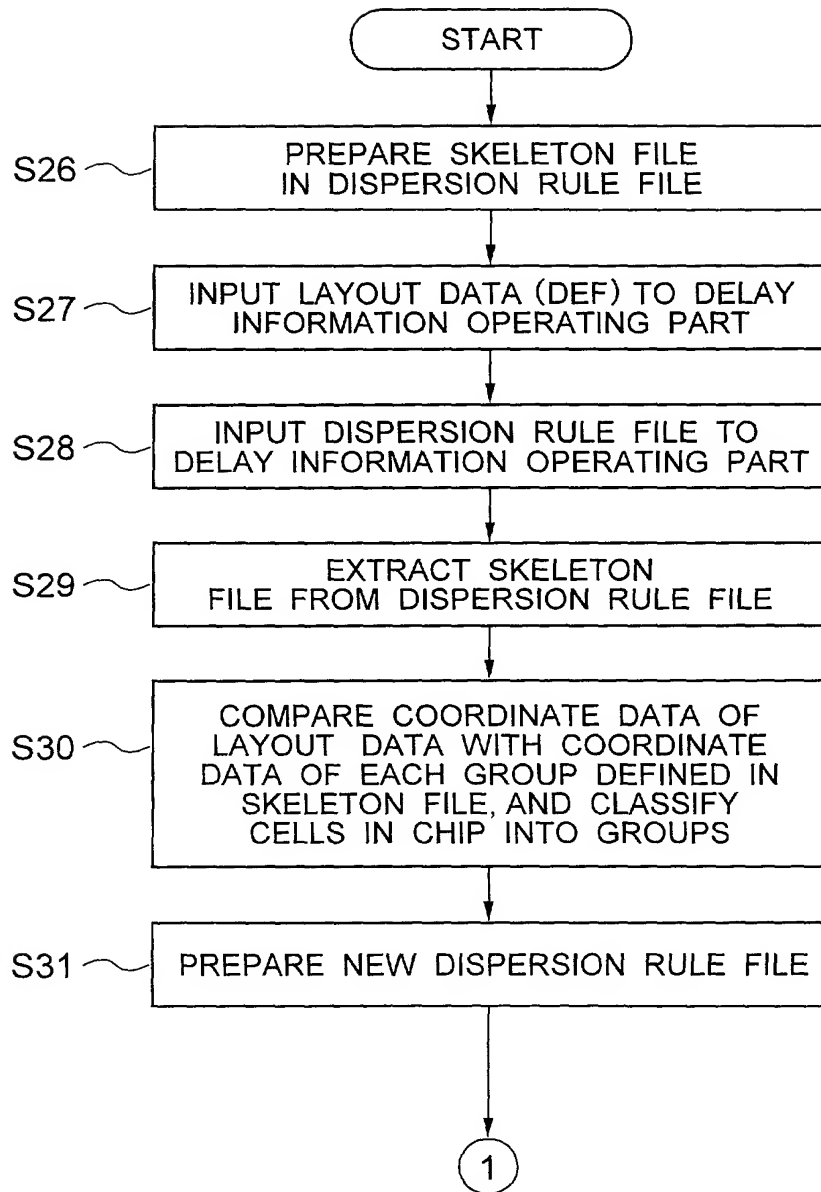 START
S26
PREPARE SKELETON FILE
IN DISPERSION RULE FILE
S27
INPUT LAYOUT DATA (DEF) TO DELAY
INFORMATION OPERATING PART
S28
INPUT DISPERSION RULE FILE TO
DELAY INFORMATION OPERATING PART
S29
EXTRACT SKELETON
FILE FROM DISPERSION RULE FILE
S30
COMPARE COORDINATE DATA OF
LAYOUT DATA WITH COORDINATE
DATA OF EACH GROUP DEFINED IN
SKELETON FILE, AND CLASSIFY
CELLS IN CHIP INTO GROUPS
S31
PREPARE NEW DISPERSION RULE FILE
1